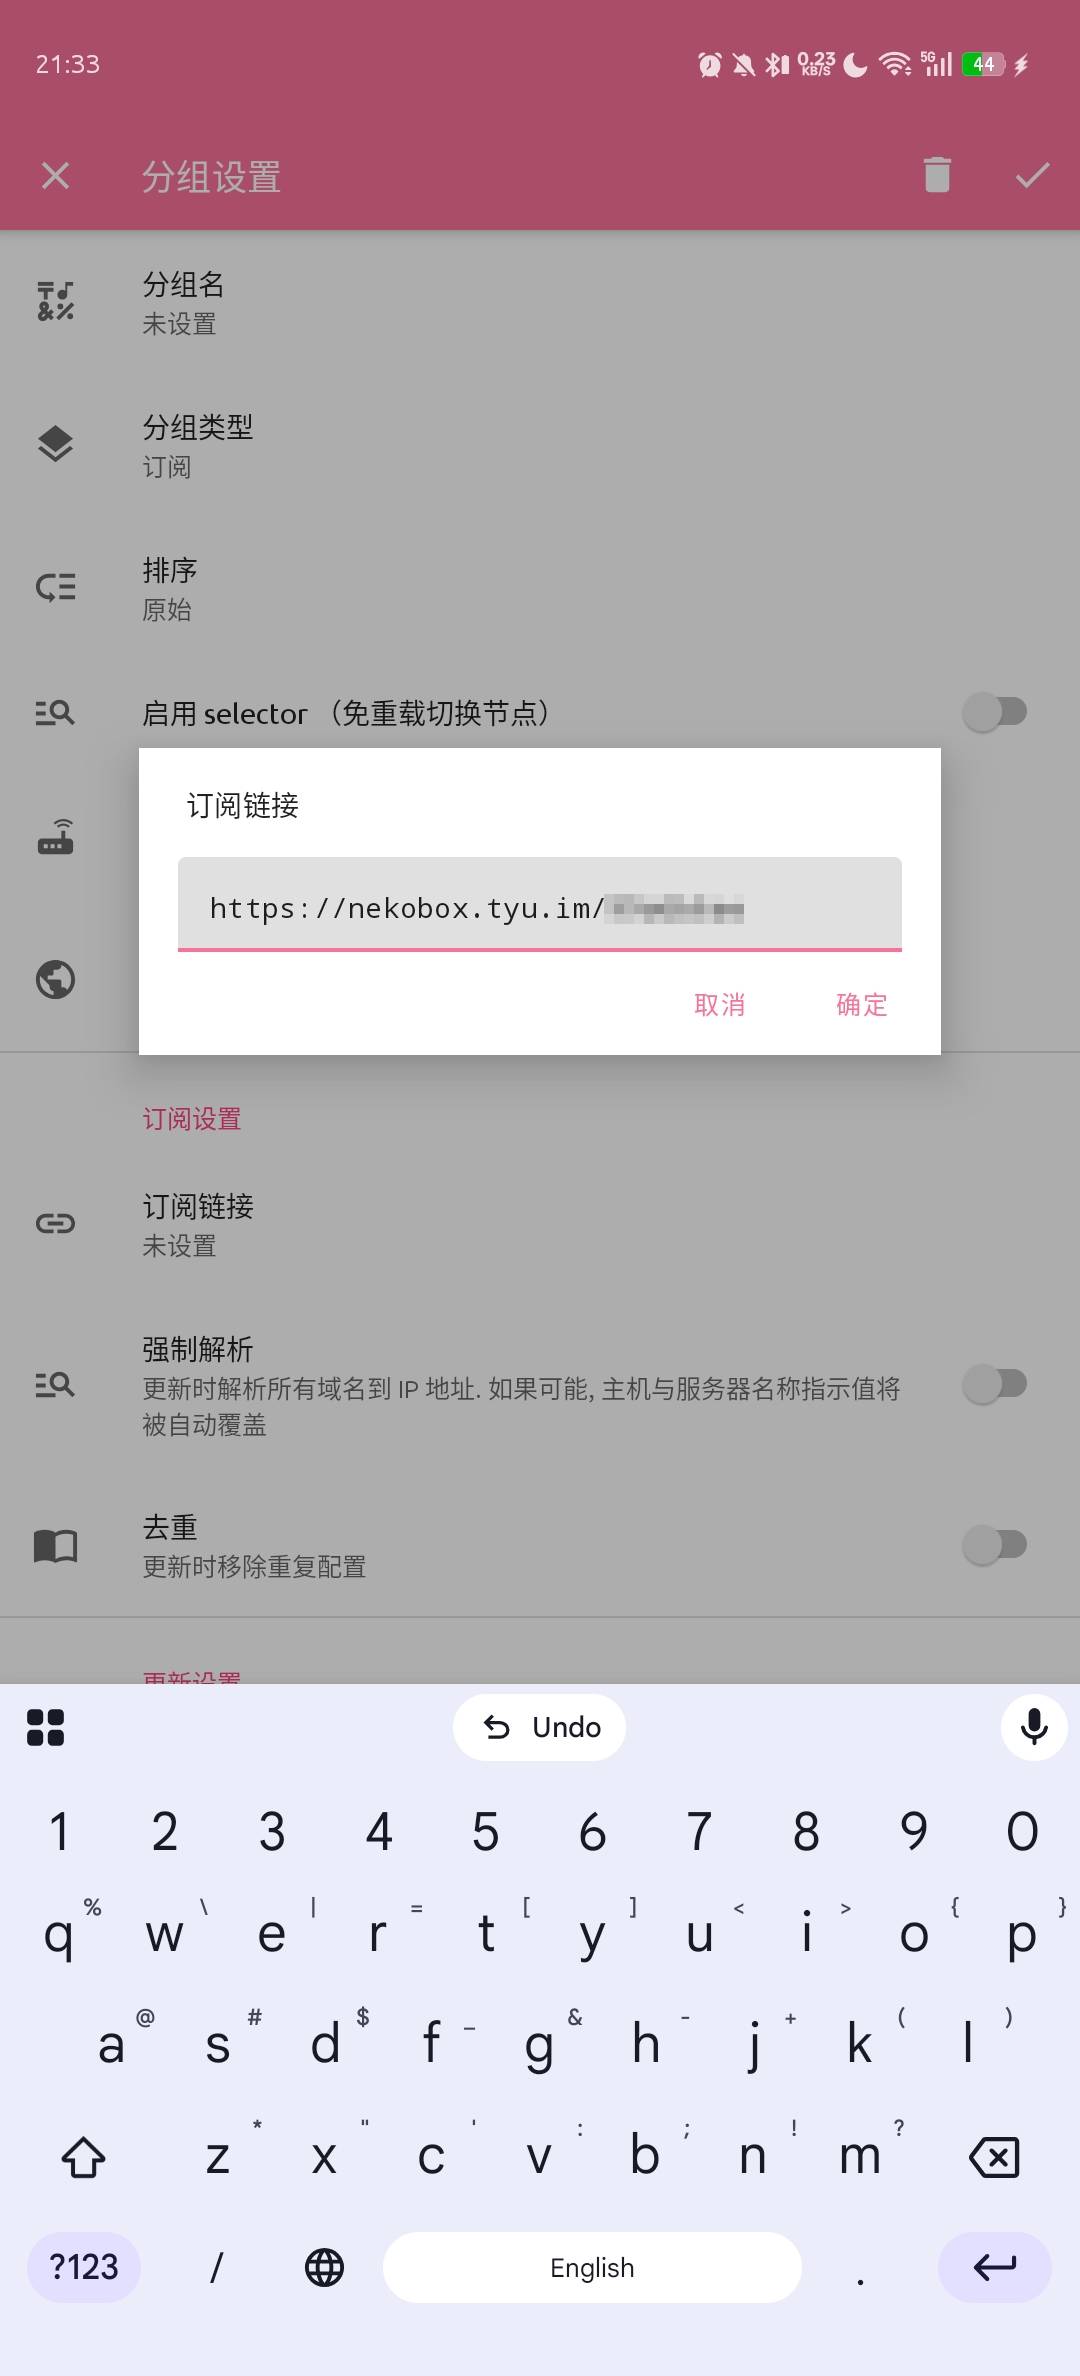 21:33
0.23
KB/S
5G
44
分组设置
分组名
未设置
分组类型
订阅
排序
原始
启用 selector （免重载切换节点）
订阅链接
https://nekobox.tyu.im/
取消
确定
订阅设置
订阅链接
未设置
强制解析
更新时解析所有域名到 IP 地址. 如果可能, 主机与服务器名称指示值将
被自动覆盖
去重
更新时移除重复配置
更新设置
Undo
1 2 3 4 5 6 7 8 9 0
% \ | = [ ] < > { }
q w e r t y u i o p
@ # $ _ & - + ( )
a s d f g h j k l
* " ' : ; ! ?
z x c v b n m
?123 / English .